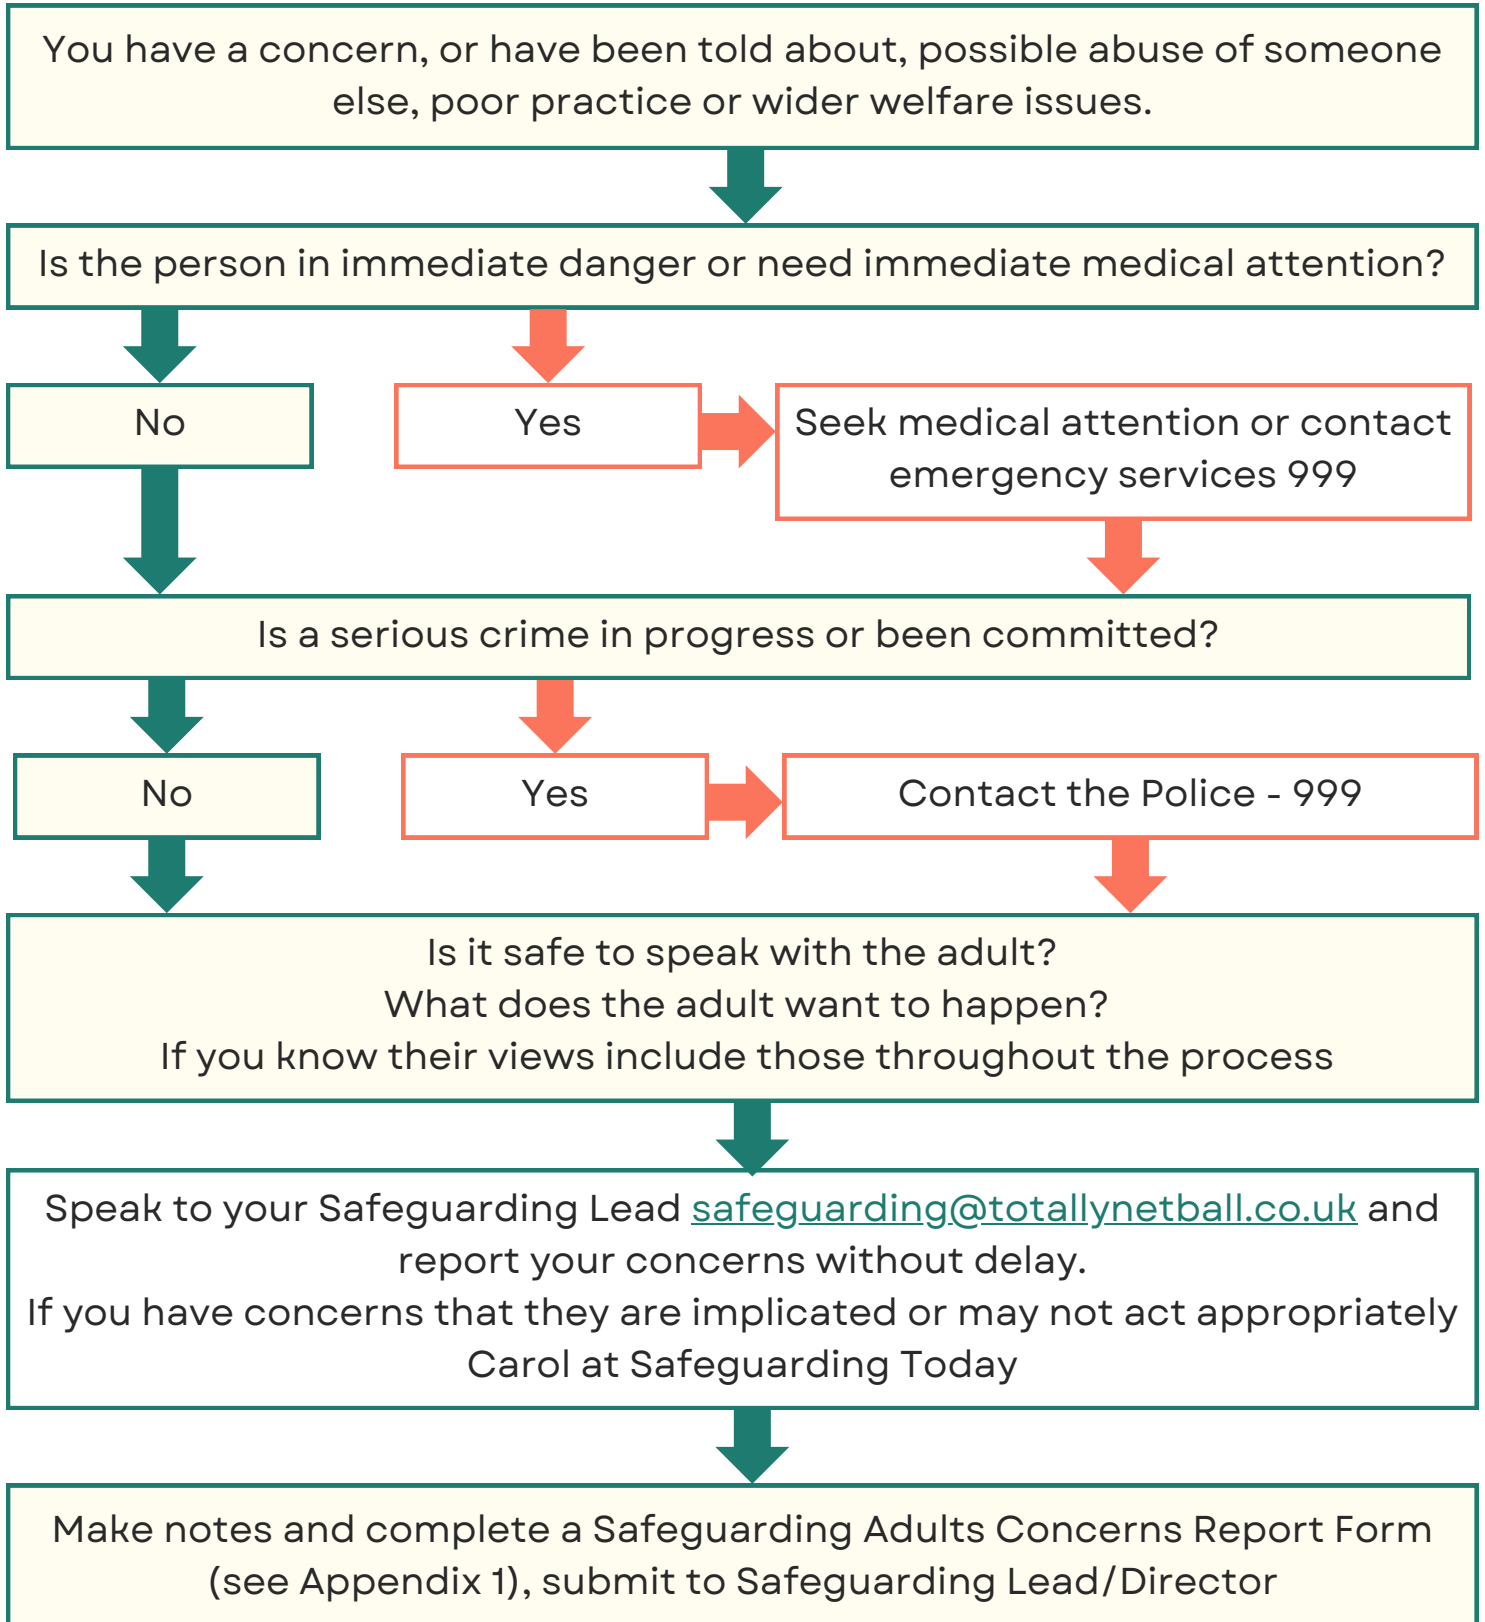 You have a concern, or have been told about, possible abuse of someone
else, poor practice or wider welfare issues.
Is the person in immediate danger or need immediate medical attention?
No
Yes
Seek medical attention or contact
emergency services 999
Is a serious crime in progress or been committed?
No
Yes
Contact the Police - 999
Is it safe to speak with the adult?
What does the adult want to happen?
If you know their views include those throughout the process
Speak to your Safeguarding Lead safeguarding@totallynetball.co.uk and
report your concerns without delay.
If you have concerns that they are implicated or may not act appropriately
Carol at Safeguarding Today
Make notes and complete a Safeguarding Adults Concerns Report Form
(see Appendix 1), submit to Safeguarding Lead/Director